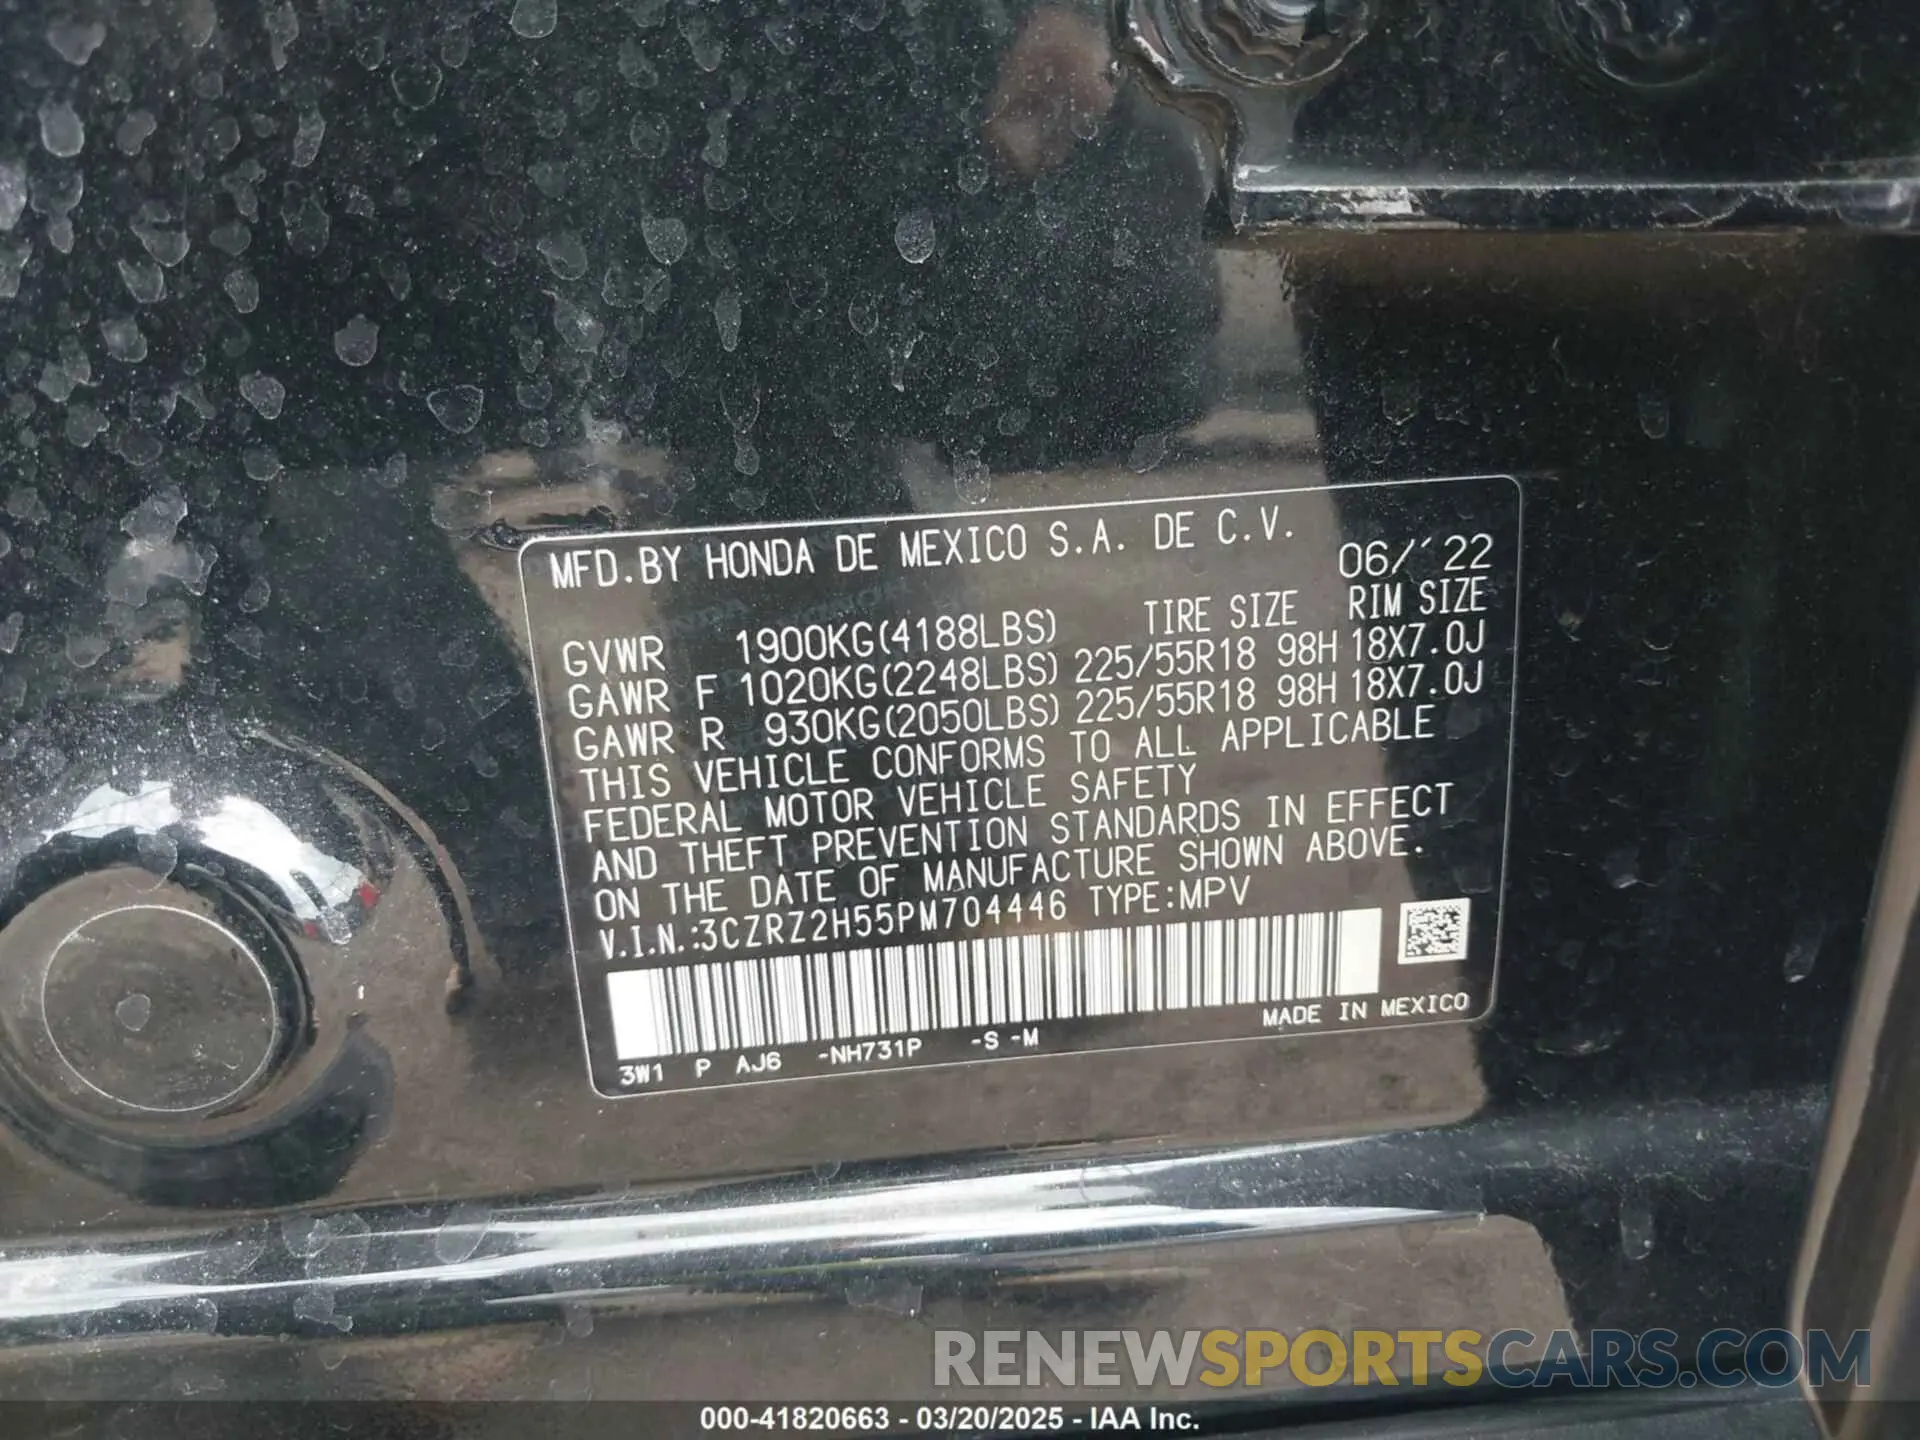 MFD.BY HONDA DE MEXICO S.A. DE C.V.
06/'22
TIRE SIZE RIM SIZE
GVWR 1900KG(4188LBS)
GAWR F 1020KG(2248LBS) 225/55R18 98H 18X7.0J
GAWR R 930KG(2050LBS) 225/55R18 98H 18X7.0J
THIS VEHICLE CONFORMS TO ALL APPLICABLE
FEDERAL MOTOR VEHICLE SAFETY
AND THEFT PREVENTION STANDARDS IN EFFECT
ON THE DATE OF MANUFACTURE SHOWN ABOVE.
V.I.N.:3CZRZ2H55PM704446 TYPE:MPV
MADE IN MEXICO
3W1 P AJ6 -NH731P -S -M
RENEWSPORTSCARS.COM
000-41820663 - 03/20/2025 - IAA Inc.